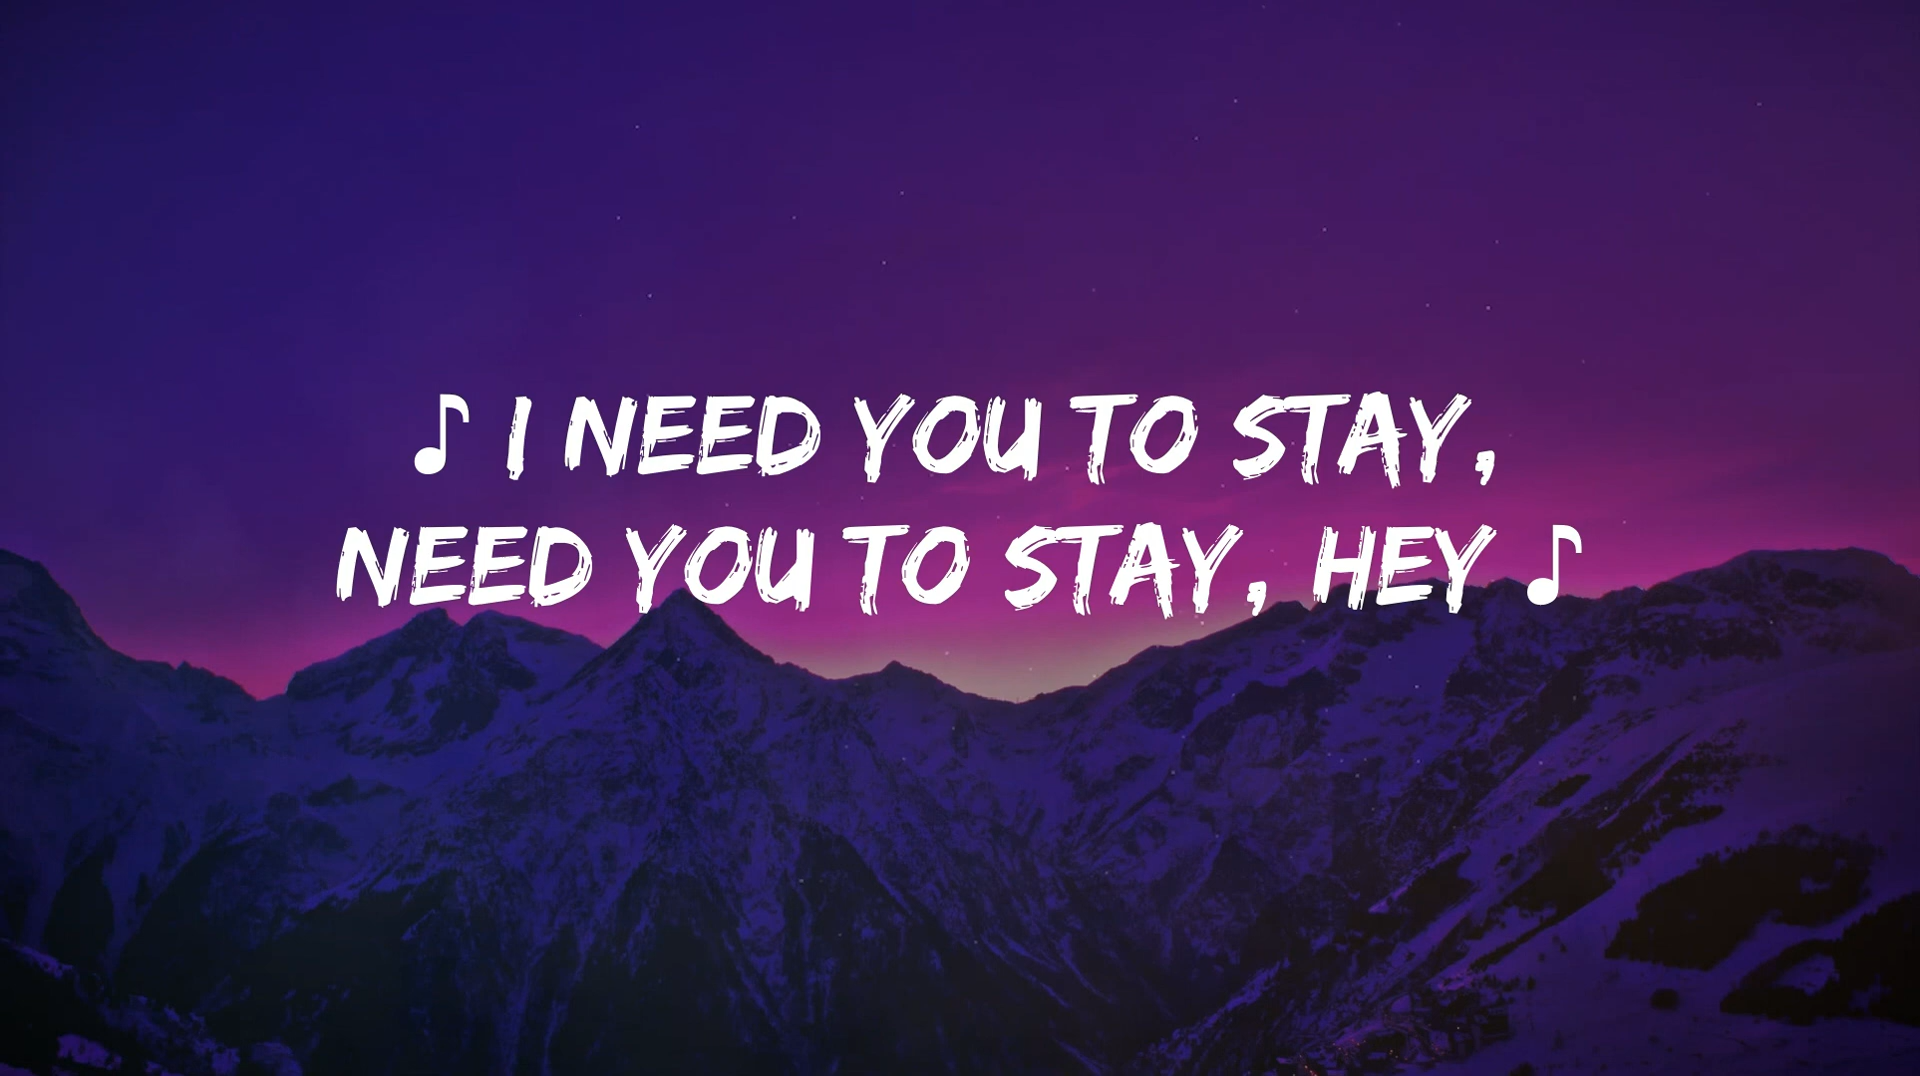 ♪ I NEED YOU TO STAY,
NEED YOU TO STAY, HEY ♪